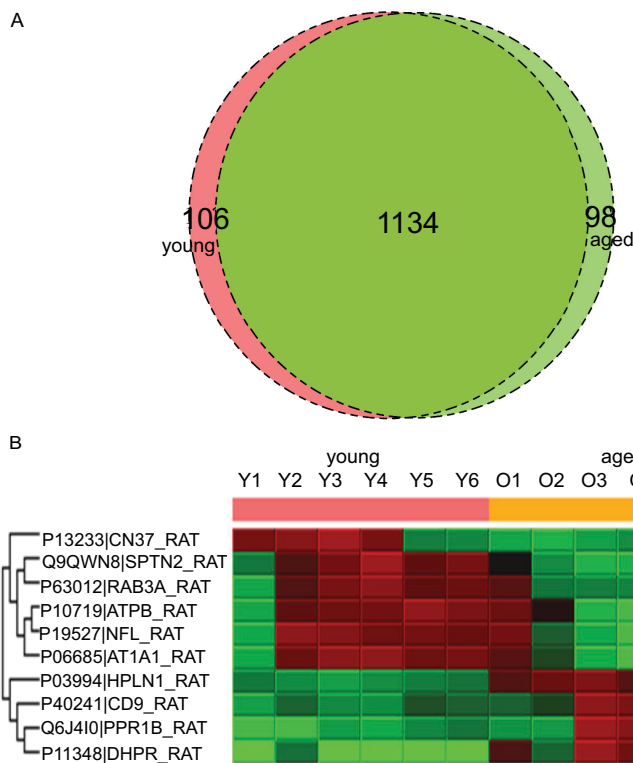 A
106
1134
98
young
aged
B
young
age
Y1 Y2 Y3 Y4 Y5 Y6 O1 O2 O3
P13233|CN37_RAT
Q9QWN8|SPTN2_RAT
P63012|RAB3A_RAT
P10719|ATPB_RAT
P19527|NFL_RAT
P06685|AT1A1_RAT
P03994|HPLN1_RAT
P40241|CD9_RAT
Q6J4I0|PPR1B_RAT
P11348|DHPR_RAT